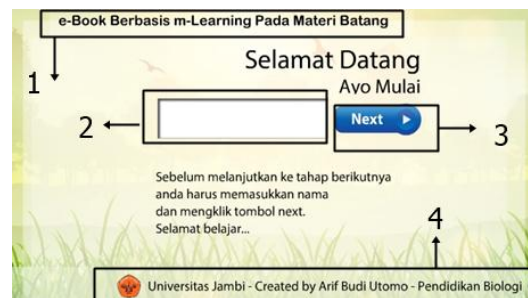 e-Book Berbasis m-Learning Pada Materi Batang
Selamat Datang
1
Ayo Mulai
2
Next
3
Sebelum melanjutkan ke tahap berikutnya
anda harus memasukkan nama
dan mengklik tombol next.
Selamat belajar...
4
Universitas Jambi - Created by Arif Budi Utomo - Pendidikan Biologi